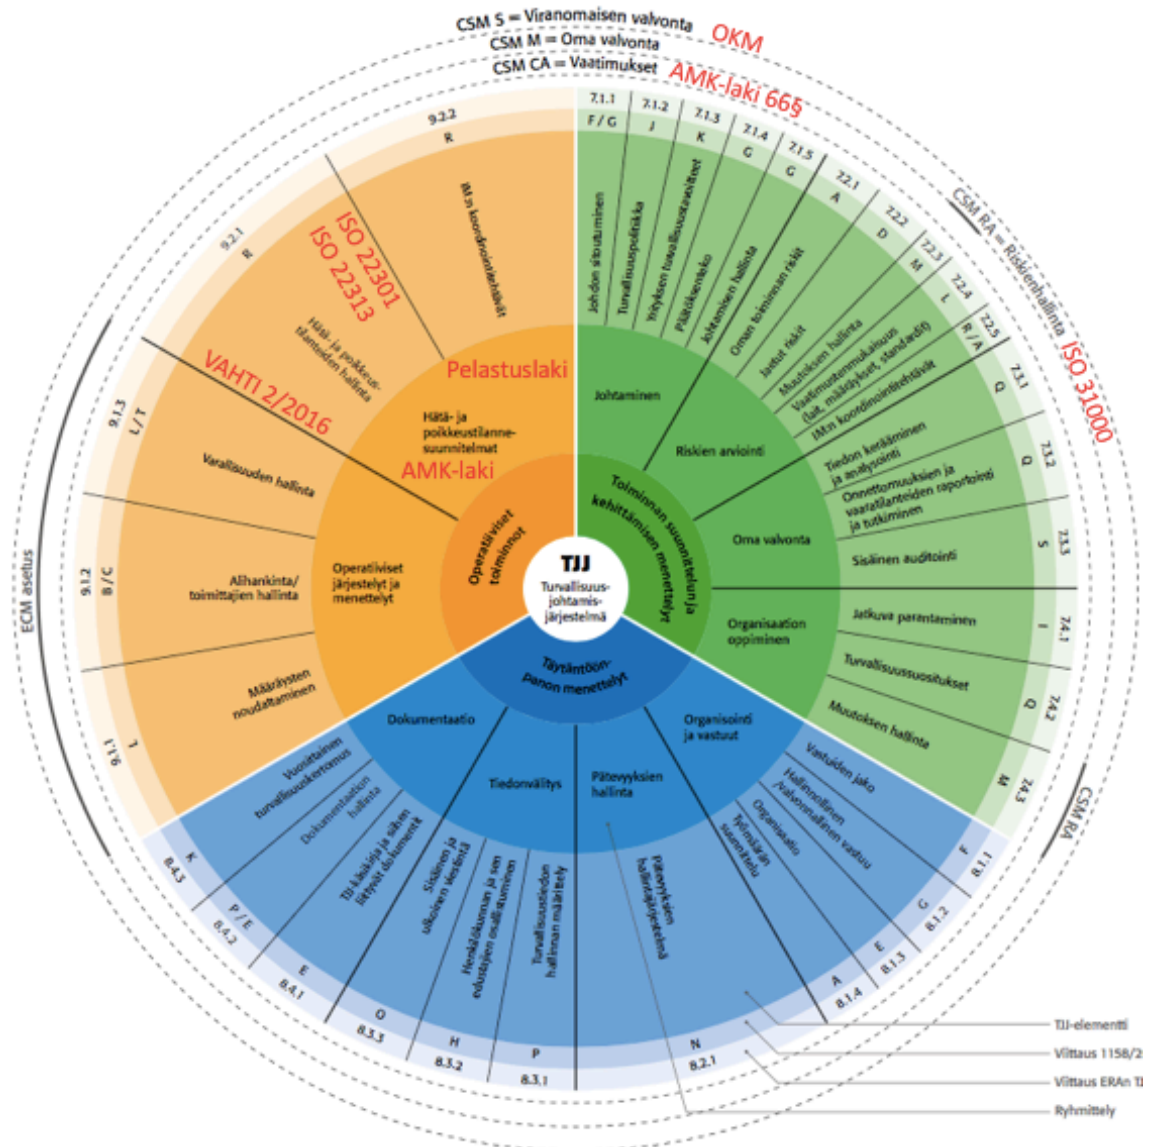 CSM S = Viranomaisen valvonta
OKM
CSM M = Oma valvonta
CSM CA = Vaatimukset
AMK-laki 66§
CSM RA = Riskienhallinta
ISO 31000
CSM RA
ECM asetus
TJJ
Turvallisuus-
johtamis-
järjestelmä
Toiminnan suunnittelun ja
kehittämisen menettelyt
Johtaminen
7.1.1
F / G
Johdon sitoutuminen
7.1.2
J
Turvallisuuspolitiikka
7.1.3
K
Yrityksen turvallisuustavoitteet
7.1.4
G
Päätöksenteko
7.1.5
G
Johtamisen hallinta
Riskien arviointi
7.2.1
A
Oman toiminnan riskit
7.2.2
D
Jaetut riskit
7.2.3
M
Muutoksen hallinta
7.2.4
L
Vaatimustenmukaisuus
(lait, määräykset, standardit)
7.2.5
R / A
IM:n koordinointitehtävät
Oma valvonta
7.3.1
Q
Tiedon kerääminen
ja analysointi
7.3.2
Q
Onnettomuuksien ja
vaaratilanteiden raportointi
ja tutkiminen
7.3.3
S
Sisäinen auditointi
Organisaation
oppiminen
7.4.1
I
Jatkuva parantaminen
7.4.2
Q
Turvallisuussuositukset
7.4.3
M
Muutoksen hallinta
Täytäntöön-
panon menettelyt
Organisointi
ja vastuut
8.1.1
F
Vastuiden jako
8.1.2
G
Hallinnollinen
/valvonnallinen vastuu
8.1.3
E
Organisaatio
8.1.4
A
Työmäärän
suunnittelu
Pätevyyksien
hallinta
8.2.1
N
Pätevyyksien
hallintajärjestelmä
Tiedonvälitys
8.3.1
P
Turvallisuustiedon
hallinnan määrittely
8.3.2
H
Henkilökunnan ja sen
edustajien osallistuminen
8.3.3
O
Sisäinen ja
ulkoinen viestintä
Dokumentaatio
8.4.1
E
TJJ-käsikirja ja siihen
liittyvät dokumentit
8.4.2
P / E
Dokumentaation
hallinta
8.4.3
K
Vuosittainen
turvallisuuskertomus
Operatiiviset
toiminnot
Operatiiviset
järjestelyt ja
menettelyt
9.1.1
L
Määräysten
noudattaminen
9.1.2
B / C
Alihankinta/
toimittajien hallinta
9.1.3
L / T
Varallisuuden hallinta
Hätä- ja
poikkeustilanne-
suunnitelmat
Pelastuslaki
AMK-laki
VAHTI 2/2016
9.2.1
R
Hätä- ja poikkeus-
tilanteiden hallinta
ISO 22301
ISO 22313
9.2.2
R
IM:n koordinointitehtävät
TJJ-elementti
Viittaus 1158/2
Viittaus ERAn TJ
Ryhmittely